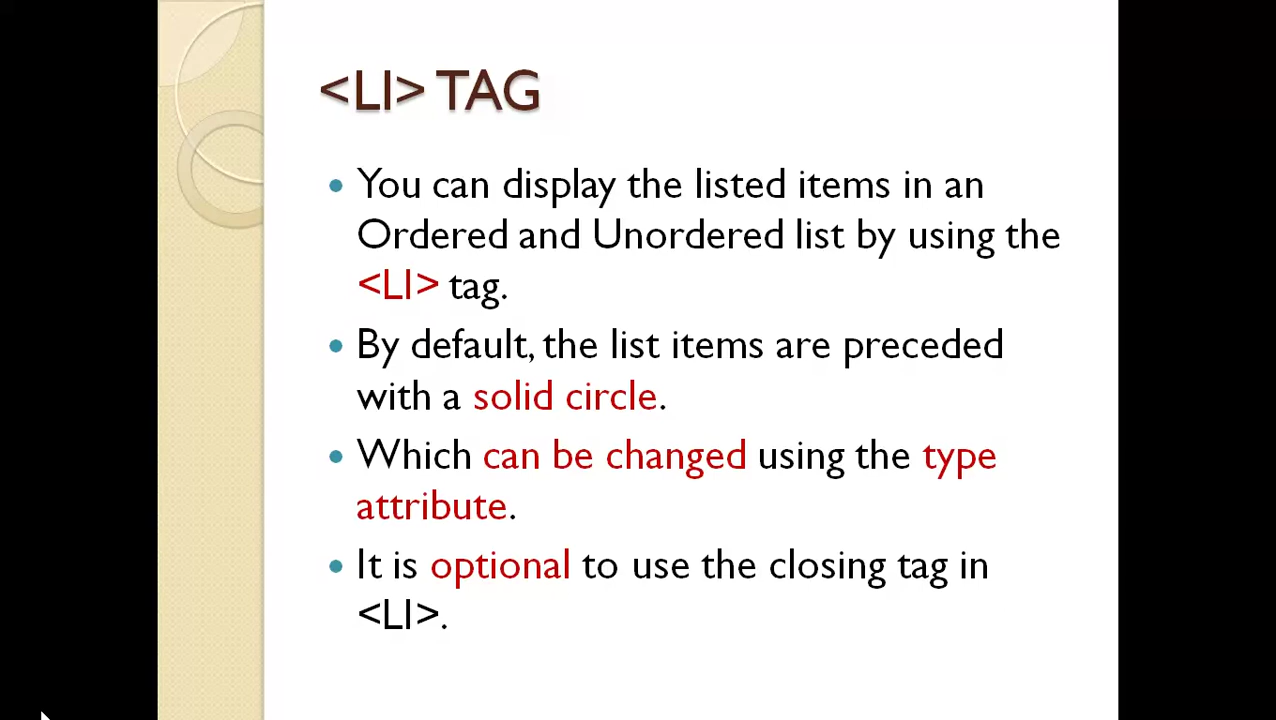 <LI> TAG
• You can display the listed items in an
Ordered and Unordered list by using the
<LI> tag.
• By default, the list items are preceded
with a solid circle.
• Which can be changed using the type
attribute.
• It is optional to use the closing tag in
<LI>.